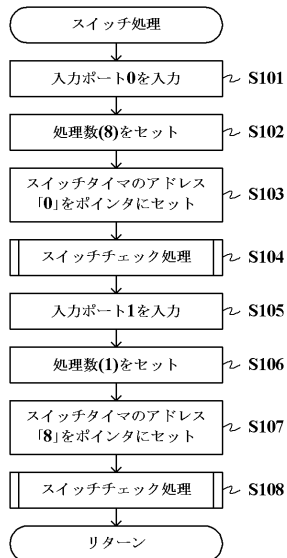 スイッチ処理
入力ポート0を入力 S101
処理数(8)をセット S102
スイッチタイマのアドレス
「0」をポインタにセット S103
スイッチチェック処理 S104
入力ポート1を入力 S105
処理数(1)をセット S106
スイッチタイマのアドレス
「8」をポインタにセット S107
スイッチチェック処理 S108
リターン